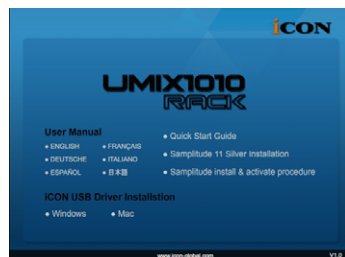 iCON
UMIX1010
RACK
User Manual
• ENGLISH
• FRANÇAIS
• DEUTSCHE
• ITALIANO
• ESPAÑOL
• 日本語
• Quick Start Guide
• Samplitude 11 Silver Installation
• Samplitude install & activate procedure
iCON USB Driver Installstion
• Windows
• Mac
www.icon-global.com
V1.0